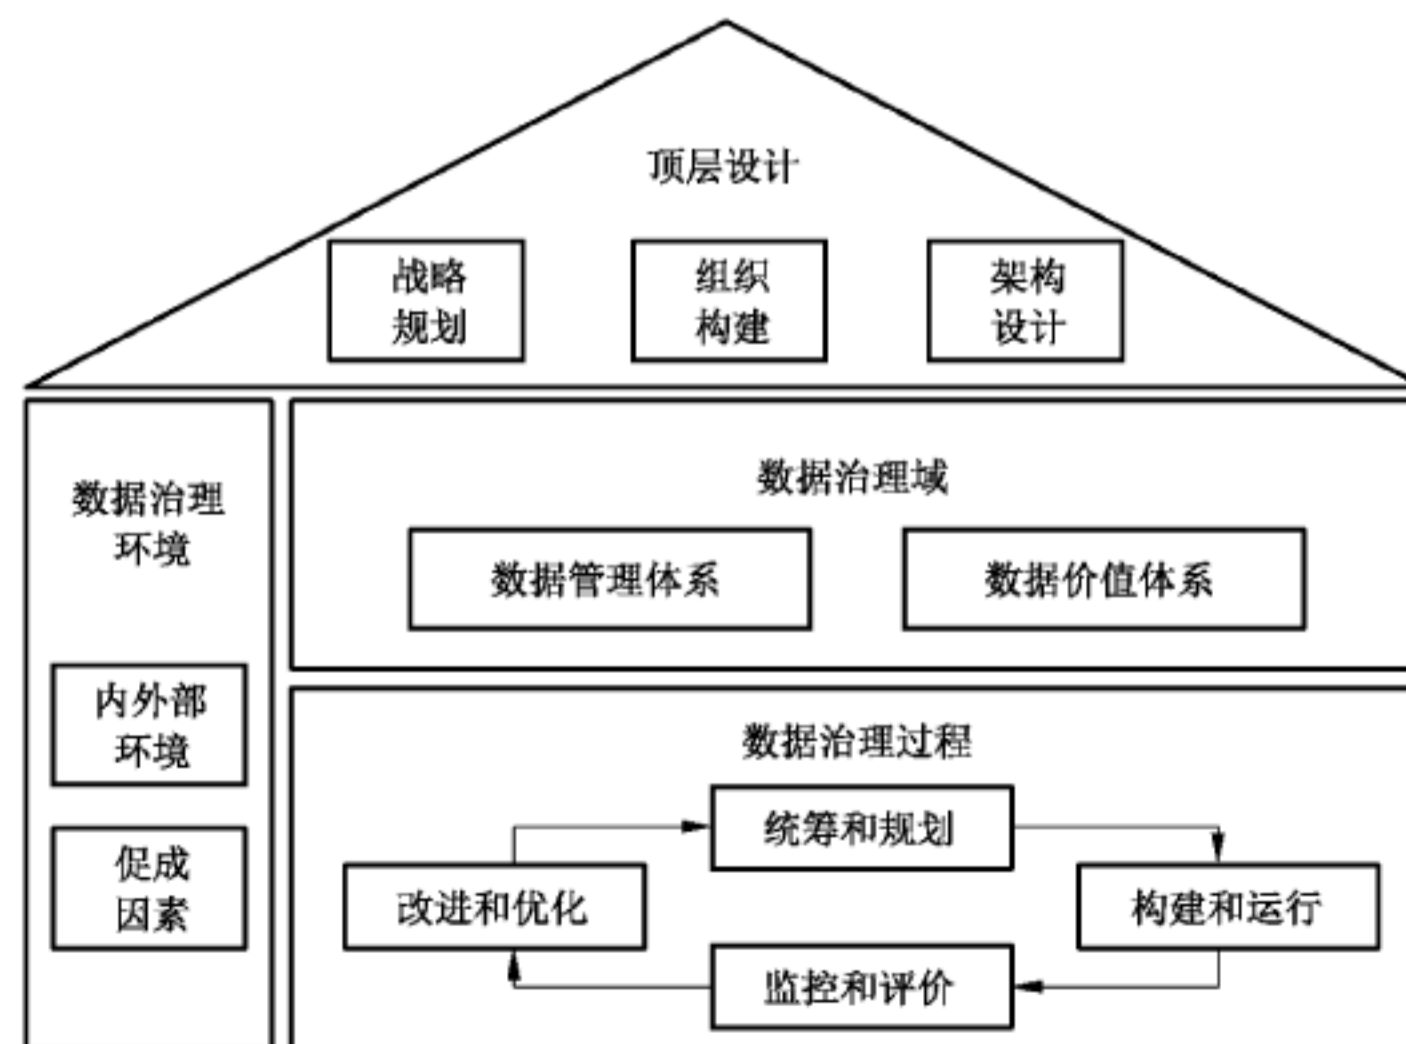 顶层设计
战略
规划
组织
构建
架构
设计
数据治理
环境
内外部
环境
促成
因素
数据治理域
数据管理体系
数据价值体系
数据治理过程
统筹和规划
改进和优化
构建和运行
监控和评价